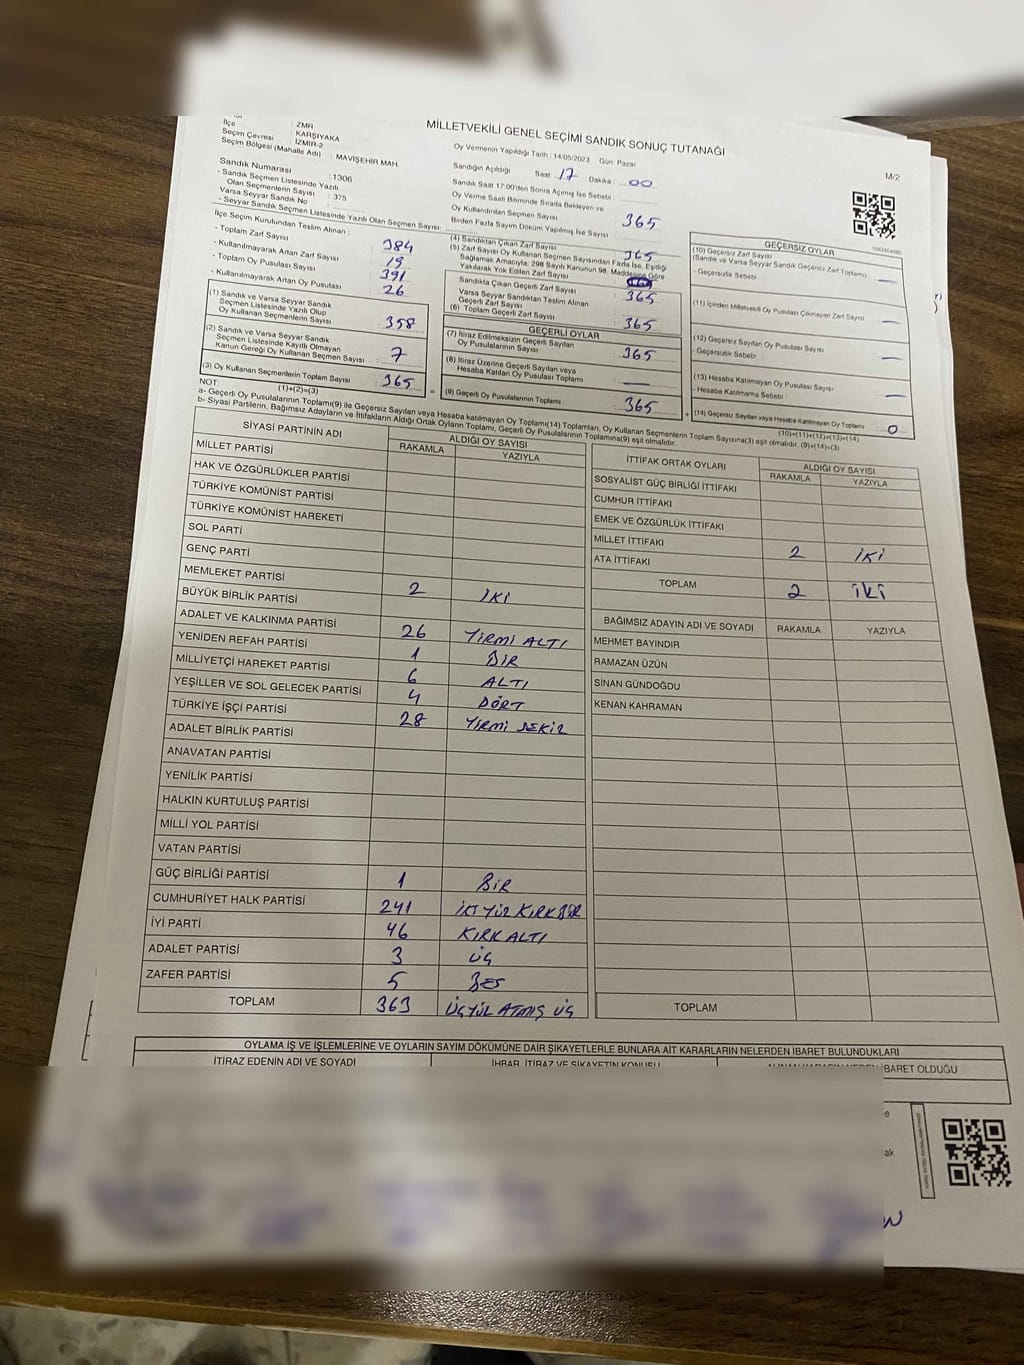 MİLLETVEKİLİ GENEL SEÇİMİ SANDIK SONUÇ TUTANAĞI
İlçe : KARŞIYAKA
Seçim Çevresi : İZMİR-2
Seçim Bölgesi (Mahalle Adı) : MAVİŞEHİR MAH.
Sandık Numarası :1306
- Sandık Seçmen Listesinde Yazılı
Olan Seçmenlerin Sayısı : 375
Varsa Seyyar Sandık No :
- Seyyar Sandık Seçmen Listesinde Yazılı Olan Seçmen Sayısı:
İlçe Seçim Kurulundan Teslim Alınan :
- Toplam Zarf Sayısı 384
- Kullanılmayarak Artan Zarf Sayısı 19
- Toplam Oy Pusulası Sayısı 391
- Kullanılmayarak Artan Oy Pusulası 26
(1) Sandık ve Varsa Seyyar Sandık
Seçmen Listesinde Yazılı Olup
Oy Kullanan Seçmenlerin Sayısı : 358
(2) Sandık ve Varsa Seyyar Sandık
Seçmen Listesinde Kayıtlı Olmayan
Kanun Gereği Oy Kullanan Seçmen Sayısı : 7
(3) Oy Kullanan Seçmenlerin Toplam Sayısı : 365
(1)+(2)=(3)
Oy Vermenin Yapıldığı Tarih : 14/05/2023 Gün: Pazar
Sandığın Açıldığı Saat : 17 Dakika : 00
Sandık Saat 17:00'den Sonra Açılmış İse Sebebi :
Oy Verme Saati Bitiminde Sırada Bekleyen ve
Oy Kullandırılan Seçmen Sayısı
Birden Fazla Sayım Döküm Yapılmış İse Sayısı : 365
(4) Sandıktan Çıkan Zarf Sayısı : 365
(5) Zarf Sayısı Oy Kullanan Seçmen Sayısından Fazla İse, Eşitliği
Sağlamak Amacıyla, 298 Sayılı Kanunun 98. Maddesine Göre
Yakılarak Yok Edilen Zarf Sayısı :
Sandıkta Çıkan Geçerli Zarf Sayısı : 365
Varsa Seyyar Sandıktan Teslim Alınan
Geçerli Zarf Sayısı :
(6) Toplam Geçerli Zarf Sayısı : 365
GEÇERLİ OYLAR
(7) İtiraz Edilmeksizin Geçerli Sayılan
Oy Pusulalarının Sayısı : 365
(8) İtiraz Üzerine Geçerli Sayılan veya
Hesaba Katılan Oy Pusulası Toplamı : —
(9) Geçerli Oy Pusulalarının Toplamı : 365
M/2
GEÇERSİZ OYLAR
(10) Geçersiz Zarf Sayısı
(Sandık ve Varsa Seyyar Sandık Geçersiz Zarf Toplamı) : —
- Geçersizlik Sebebi :
(11) İçinden Milletvekili Oy Pusulası Çıkmayan Zarf Sayısı : —
(12) Geçersiz Sayılan Oy Pusulası Sayısı : —
- Geçersizlik Sebebi :
(13) Hesaba Katılmayan Oy Pusulası Sayısı : —
- Hesaba Katılmama Sebebi :
(14) Geçersiz Sayılan veya Hesaba Katılmayan Oy Toplamı : 0
(10)+(11)+(12)+(13)=(14)
NOT:
a- Geçerli Oy Pusulalarının Toplamı(9) ile Geçersiz Sayılan veya Hesaba katılmayan Oy Toplamı(14) Toplamları, Oy Kullanan Seçmenlerin Toplam Sayısına(3) eşit olmalıdır. (9)+(14)=(3)
b- Siyasi Partilerin, Bağımsız Adayların ve İttifakların Aldığı Ortak Oyların Toplamı, Geçerli Oy Pusulalarının Toplamına(9) eşit olmalıdır.
SİYASİ PARTİNİN ADI ALDIĞI OY SAYISI
RAKAMLA YAZIYLA
MİLLET PARTİSİ
HAK VE ÖZGÜRLÜKLER PARTİSİ
TÜRKİYE KOMÜNİST PARTİSİ
TÜRKİYE KOMÜNİST HAREKETİ
SOL PARTİ
GENÇ PARTİ
MEMLEKET PARTİSİ 2 İKİ
BÜYÜK BİRLİK PARTİSİ
ADALET VE KALKINMA PARTİSİ 26 YİRMİ ALTI
YENİDEN REFAH PARTİSİ 1 BİR
MİLLİYETÇİ HAREKET PARTİSİ 6 ALTI
YEŞİLLER VE SOL GELECEK PARTİSİ 4 DÖRT
TÜRKİYE İŞÇİ PARTİSİ 28 YİRMİ SEKİZ
ADALET BİRLİK PARTİSİ
ANAVATAN PARTİSİ
YENİLİK PARTİSİ
HALKIN KURTULUŞ PARTİSİ
MİLLİ YOL PARTİSİ
VATAN PARTİSİ
GÜÇ BİRLİĞİ PARTİSİ 1 BİR
CUMHURİYET HALK PARTİSİ 241 İKİ YÜZ KIRK BİR
İYİ PARTİ 46 KIRK ALTI
ADALET PARTİSİ 3 ÜÇ
ZAFER PARTİSİ 5 BEŞ
TOPLAM 363 ÜÇYÜZ ATMIŞ ÜÇ
İTTİFAK ORTAK OYLARI ALDIĞI OY SAYISI
RAKAMLA YAZIYLA
SOSYALİST GÜÇ BİRLİĞİ İTTİFAKI
CUMHUR İTTİFAKI
EMEK VE ÖZGÜRLÜK İTTİFAKI
MİLLET İTTİFAKI 2 İKİ
ATA İTTİFAKI
TOPLAM 2 iki
BAĞIMSIZ ADAYIN ADI VE SOYADI RAKAMLA YAZIYLA
MEHMET BAYINDIR
RAMAZAN ÜZÜN
SİNAN GÜNDOĞDU
KENAN KAHRAMAN
TOPLAM
OYLAMA İŞ VE İŞLEMLERİNE VE OYLARIN SAYIM DÖKÜMÜNE DAİR ŞİKAYETLERLE BUNLARA AİT KARARLARIN NELERDEN İBARET BULUNDUKLARI
İTİRAZ EDENİN ADI VE SOYADI İHBAR, İTİRAZ VE ŞİKAYETİN KONUSU İBARET OLDUĞU